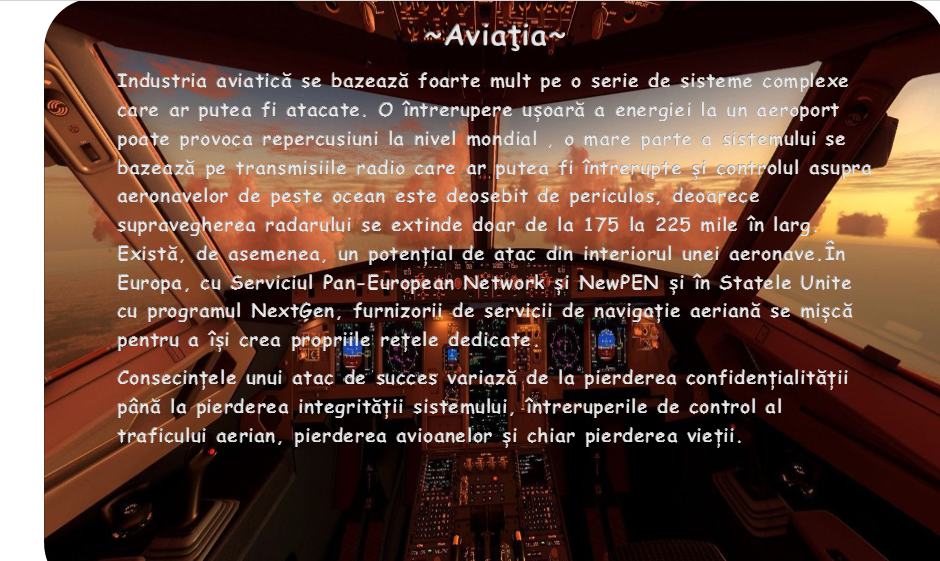 ~Aviaţia~
Industria aviatică se bazează foarte mult pe o serie de sisteme complexe
care ar putea fi atacate. O întrerupere ușoară a energiei la un aeroport
poate provoca repercusiuni la nivel mondial , o mare parte a sistemului se
bazează pe transmisiile radio care ar putea fi întrerupte și controlul asupra
aeronavelor de peste ocean este deosebit de periculos, deoarece
supravegherea radarului se extinde doar de la 175 la 225 mile în larg.
Există, de asemenea, un potențial de atac din interiorul unei aeronave.În
Europa, cu Serviciul Pan-European Network și NewPEN și în Statele Unite
cu programul NextGen, furnizorii de servicii de navigație aeriană se mișcă
pentru a își crea propriile rețele dedicate.
Consecințele unui atac de succes variază de la pierderea confidențialității
până la pierderea integrității sistemului, întreruperile de control al
traficului aerian, pierderea avioanelor și chiar pierderea vieții.